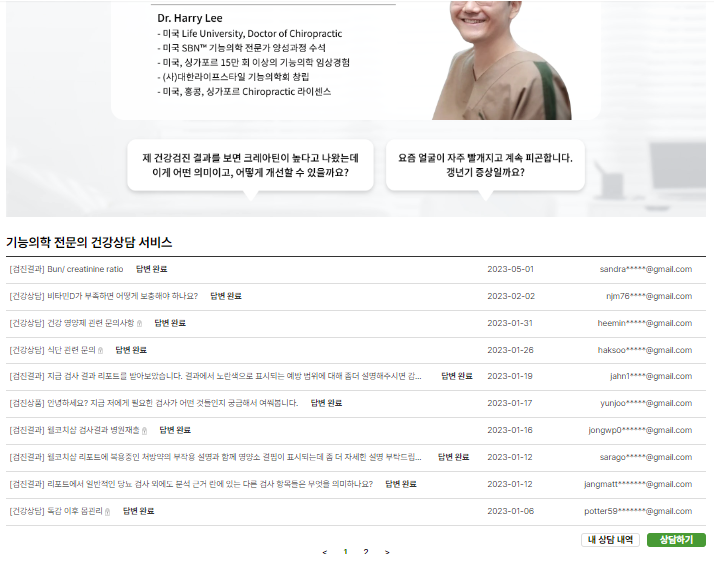 Dr. Harry Lee
- 미국 Life University, Doctor of Chiropractic
- 미국 SBN™ 기능의학 전문가 양성과정 수석
- 미국, 싱가포르 15만 회 이상의 기능의학 임상경험
- (사)대한라이프스타일 기능의학회 창립
- 미국, 홍콩, 싱가포르 Chiropractic 라이센스
제 건강검진 결과를 보면 크레아틴이 높다고 나왔는데
이게 어떤 의미이고, 어떻게 개선할 수 있을까요?
요즘 얼굴이 자주 빨개지고 계속 피곤합니다.
갱년기 증상일까요?
기능의학 전문의 건강상담 서비스
[검진결과] Bun/ creatinine ratio 답변 완료 2023-05-01 sandra*****@gmail.com
[건강상담] 비타민D가 부족하면 어떻게 보충해야 하나요? 답변 완료 2023-02-02 njm76****@gmail.com
[건강상담] 건강 영양제 관련 문의사항 답변 완료 2023-01-31 heemin*****@gmail.com
[건강상담] 식단 관련 문의 답변 완료 2023-01-26 haksoo*****@gmail.com
[검진결과] 지금 검사 결과 리포트를 받아보았습니다. 결과에서 노란색으로 표시되는 예방 범위에 대해 좀더 설명해주시면 감... 답변 완료 2023-01-19 jahn1****@gmail.com
[검진상품] 안녕하세요? 지금 저에게 필요한 검사가 어떤 것들인지 궁금해서 여쭤봅니다. 답변 완료 2023-01-17 yunjoo*****@gmail.com
[검진결과] 웰코치샵 검사결과 병원제출 답변 완료 2023-01-16 jongwp0******@gmail.com
[검진결과] 웰코치샵 리포트에 복용중인 처방약의 부작용 설명과 함께 영양소 결핍이 표시되는데 좀 더 자세한 설명 부탁드립... 답변 완료 2023-01-12 sarago*****@gmail.com
[검진결과] 리포트에서 일반적인 당뇨 검사 외에도 분석 근거 란에 있는 다른 검사 항목들은 무엇을 의미하나요? 답변 완료 2023-01-12 jangmatt*******@gmail.com
[건강상담] 독감 이후 몸관리 답변 완료 2023-01-06 potter59*******@gmail.com
내 상담 내역 상담하기
< 1 2 >